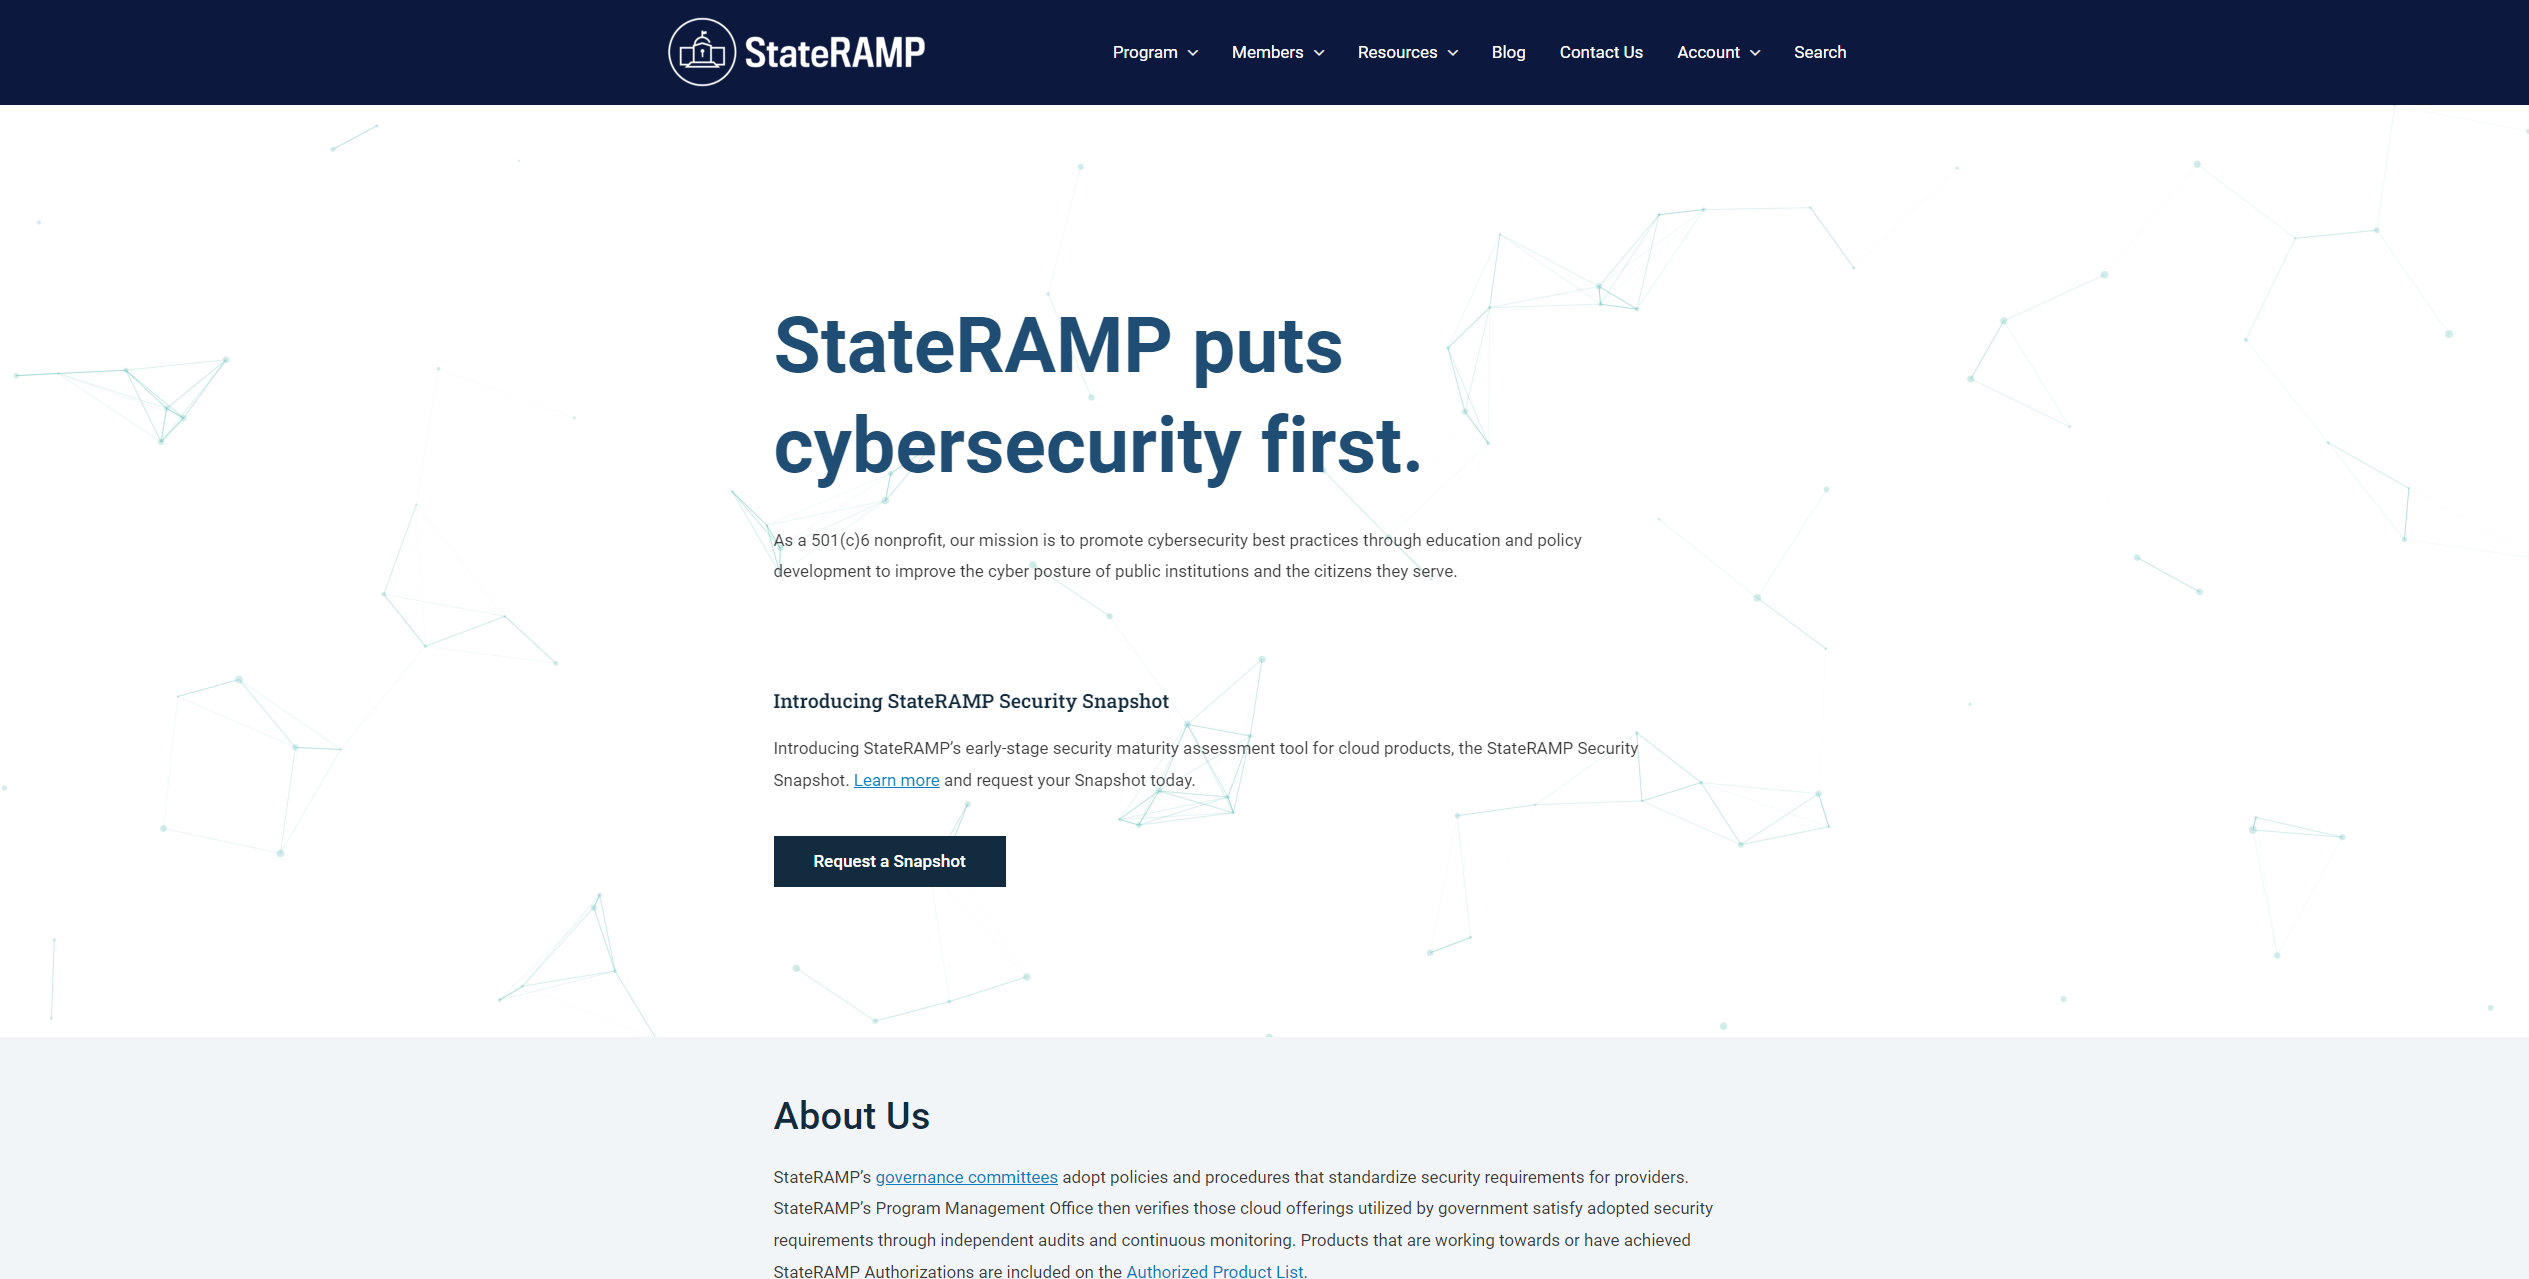 StateRAMP
Program Members Resources Blog Contact Us Account Search
StateRAMP puts
cybersecurity first.
As a 501(c)6 nonprofit, our mission is to promote cybersecurity best practices through education and policy
development to improve the cyber posture of public institutions and the citizens they serve.
Introducing StateRAMP Security Snapshot
Introducing StateRAMP’s early-stage security maturity assessment tool for cloud products, the StateRAMP Security
Snapshot. Learn more and request your Snapshot today.
Request a Snapshot
About Us
StateRAMP’s governance committees adopt policies and procedures that standardize security requirements for providers.
StateRAMP’s Program Management Office then verifies those cloud offerings utilized by government satisfy adopted security
requirements through independent audits and continuous monitoring. Products that are working towards or have achieved
StateRAMP Authorizations are included on the Authorized Product List.